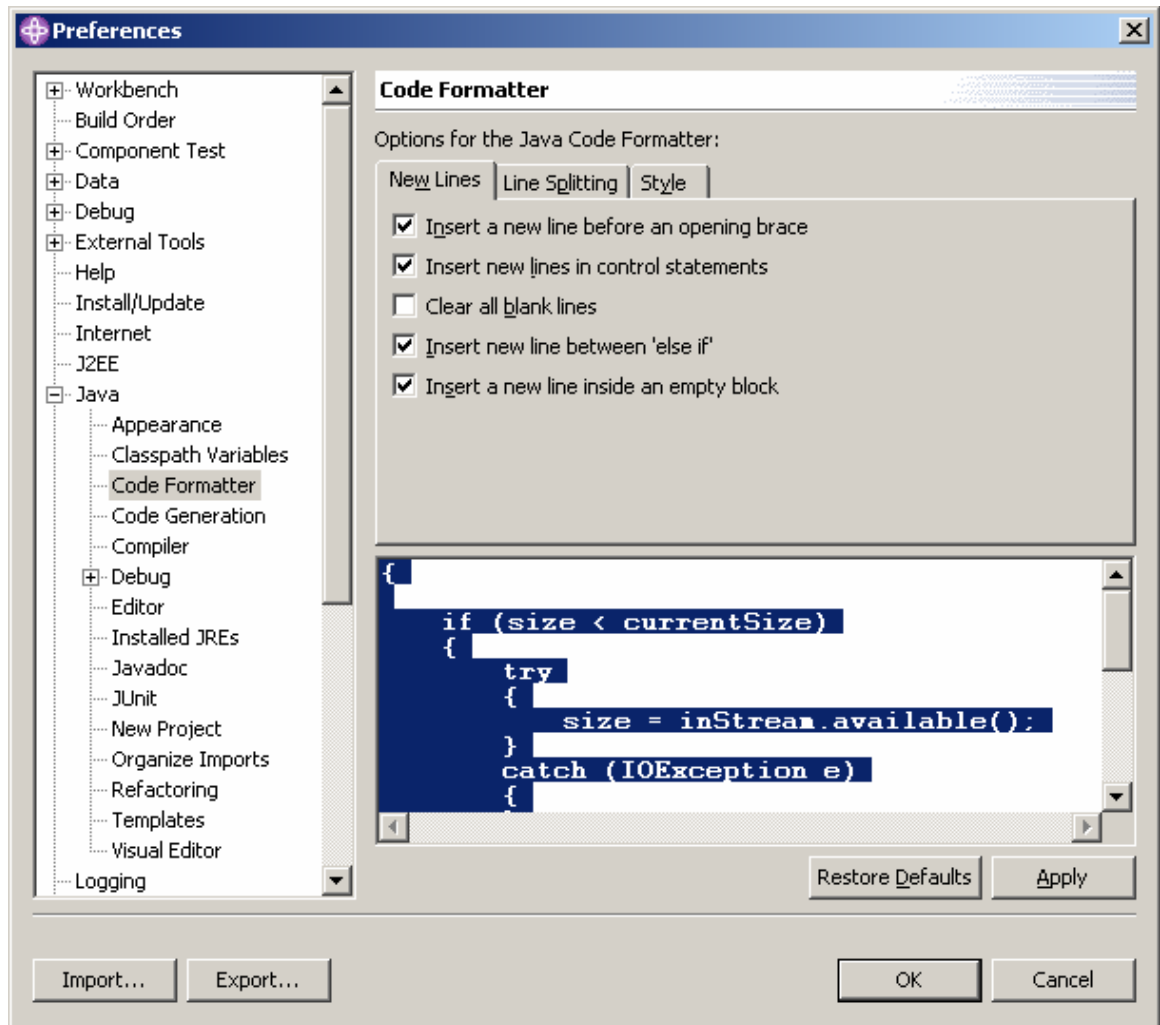 Preferences
Workbench
Build Order
Component Test
Data
Debug
External Tools
Help
Install/Update
Internet
J2EE
Java
Appearance
Classpath Variables
Code Formatter
Code Generation
Compiler
Debug
Editor
Installed JREs
Javadoc
JUnit
New Project
Organize Imports
Refactoring
Templates
Visual Editor
Logging
Code Formatter
Options for the Java Code Formatter:
New Lines Line Splitting Style
Insert a new line before an opening brace
Insert new lines in control statements
Clear all blank lines
Insert new line between 'else if'
Insert a new line inside an empty block
{
if (size < currentSize)
{
try
{
size = inStream.available();
}
catch (IOException e)
{
Restore Defaults Apply
Import... Export... OK Cancel